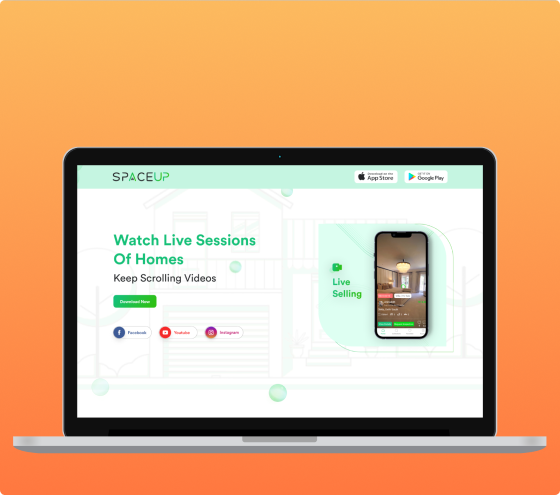 SPACEUP
Download on the
App Store
GET IT ON
Google Play
Watch Live Sessions
Of Homes
Keep Scrolling Videos
Download Now
Facebook
Youtube
Instagram
Live
Selling